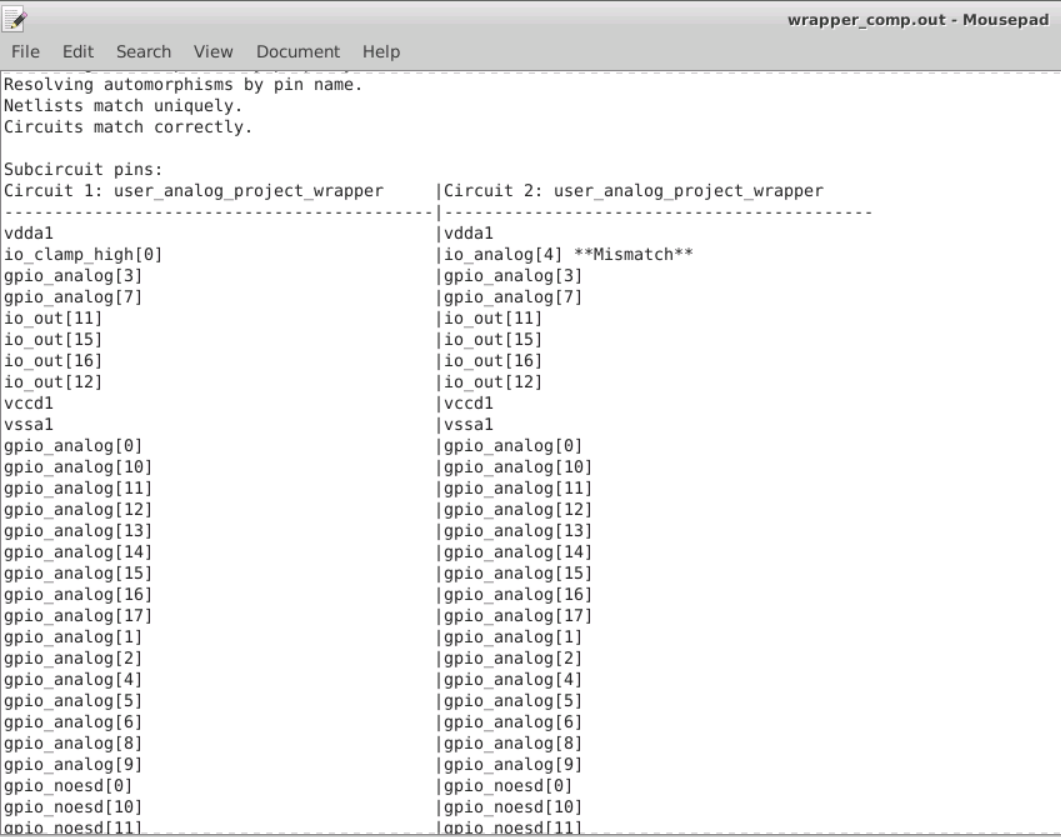 wrapper_comp.out - Mousepad
File Edit Search View Document Help
Resolving automorphisms by pin name.
Netlists match uniquely.
Circuits match correctly.
Subcircuit pins:
Circuit 1: user_analog_project_wrapper |Circuit 2: user_analog_project_wrapper
-------------------------------------------|-------------------------------------------
vdda1 |vdda1
io_clamp_high[0] |io_analog[4] **Mismatch**
gpio_analog[3] |gpio_analog[3]
gpio_analog[7] |gpio_analog[7]
io_out[11] |io_out[11]
io_out[15] |io_out[15]
io_out[16] |io_out[16]
io_out[12] |io_out[12]
vccd1 |vccd1
vssa1 |vssa1
gpio_analog[0] |gpio_analog[0]
gpio_analog[10] |gpio_analog[10]
gpio_analog[11] |gpio_analog[11]
gpio_analog[12] |gpio_analog[12]
gpio_analog[13] |gpio_analog[13]
gpio_analog[14] |gpio_analog[14]
gpio_analog[15] |gpio_analog[15]
gpio_analog[16] |gpio_analog[16]
gpio_analog[17] |gpio_analog[17]
gpio_analog[1] |gpio_analog[1]
gpio_analog[2] |gpio_analog[2]
gpio_analog[4] |gpio_analog[4]
gpio_analog[5] |gpio_analog[5]
gpio_analog[6] |gpio_analog[6]
gpio_analog[8] |gpio_analog[8]
gpio_analog[9] |gpio_analog[9]
gpio_noesd[0] |gpio_noesd[0]
gpio_noesd[10] |gpio_noesd[10]
gpio_noesd[11] |gpio_noesd[11]